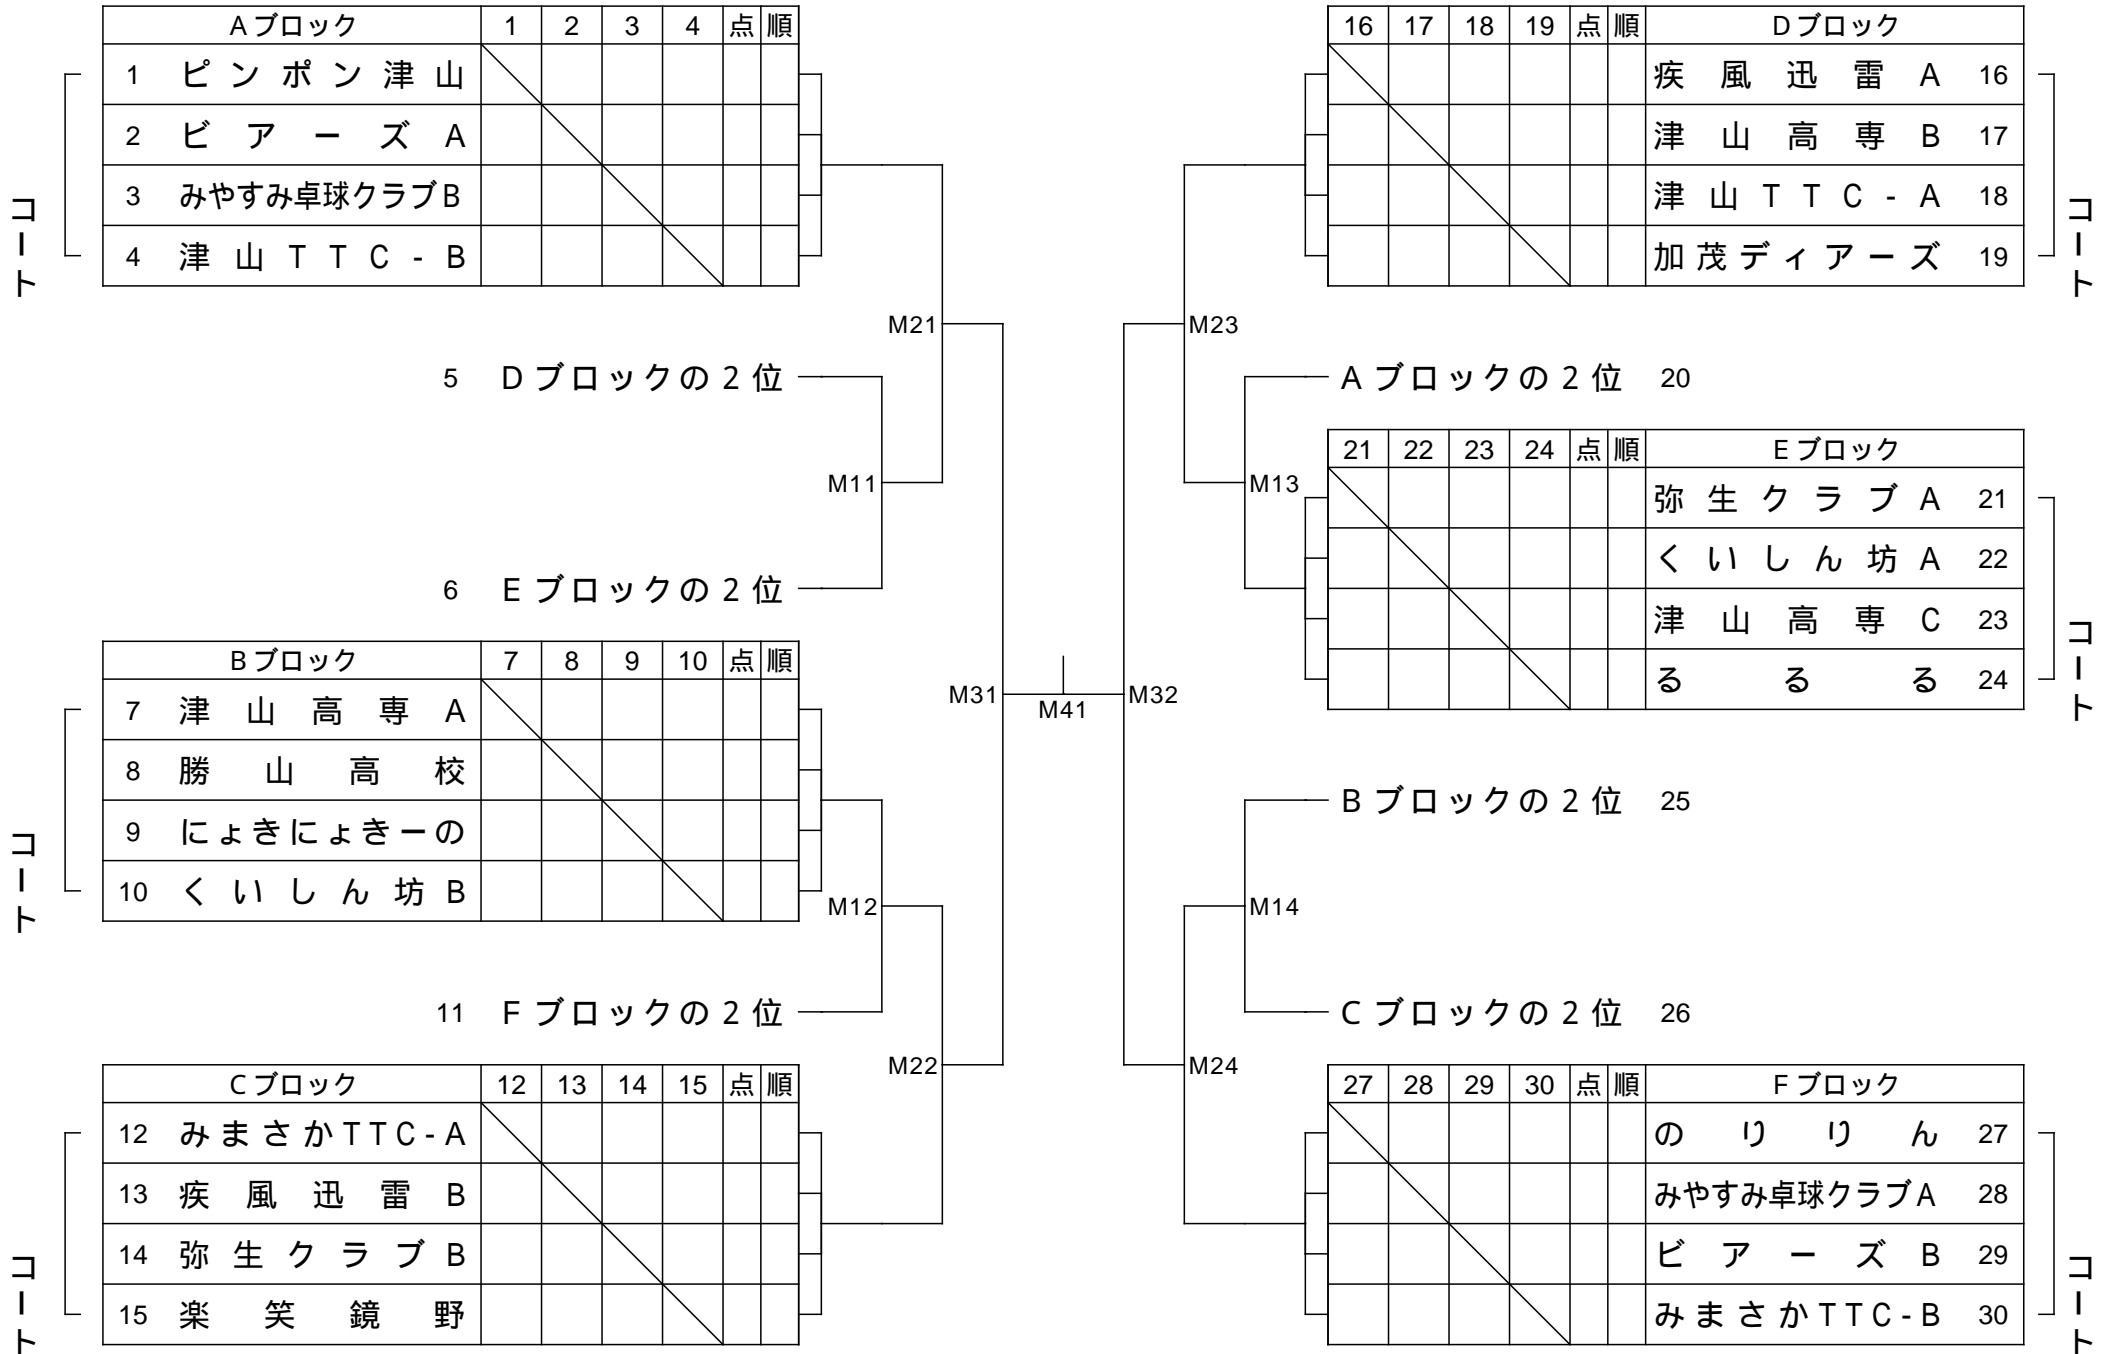 Aブロック 1 2 3 4 点 順
1 ピンポン津山
2 ビアーズA
3 みやすみ卓球クラブB
4 津山TTC-B
コート
M21
5 Dブロックの2位
M11
6 Eブロックの2位
Bブロック 7 8 9 10 点 順
7 津山高専A
8 勝山高校
9 にょきにょきーの
10 くいしん坊B
コート
M12
11 Fブロックの2位
M22
Cブロック 12 13 14 15 点 順
12 みまさかTTC-A
13 疾風迅雷B
14 弥生クラブB
15 楽笑鏡野
コート
M31
M41
M32
16 17 18 19 点 順 Dブロック
疾風迅雷A 16
津山高専B 17
津山TTC-A 18
加茂ディアーズ 19
コート
M23
Aブロックの2位 20
M13
21 22 23 24 点 順 Eブロック
弥生クラブA 21
くいしん坊A 22
津山高専C 23
るるる 24
コート
Bブロックの2位 25
M14
Cブロックの2位 26
M24
27 28 29 30 点 順 Fブロック
のりりん 27
みやすみ卓球クラブA 28
ビアーズB 29
みまさかTTC-B 30
コート